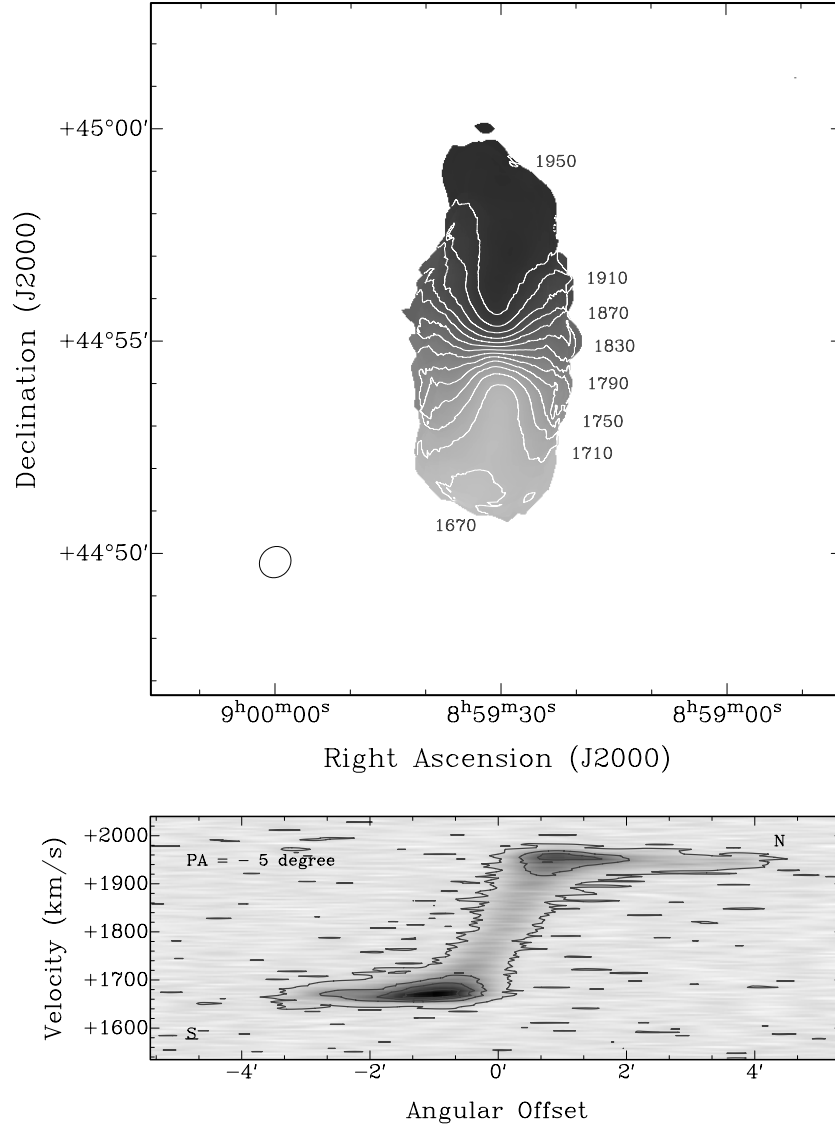 +45°00′
1950
1910
1870
+44°55′
1830
1790
1750
1710
1670
+44°50′
Declination (J2000)
9ʰ00ᵐ00ˢ 8ʰ59ᵐ30ˢ 8ʰ59ᵐ00ˢ
Right Ascension (J2000)
+2000
N
PA = − 5 degree
+1900
+1800
+1700
+1600
S
Velocity (km/s)
−4′ −2′ 0′ 2′ 4′
Angular Offset